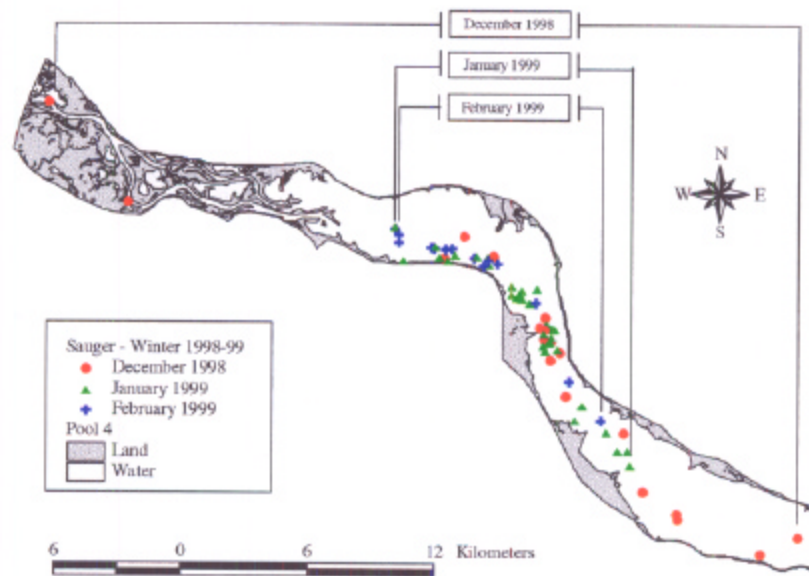 December 1998
January 1999
February 1999
N
W E
S
Sauger - Winter 1998-99
December 1998
January 1999
February 1999
Pool 4
Land
Water
6 0 6 12 Kilometers